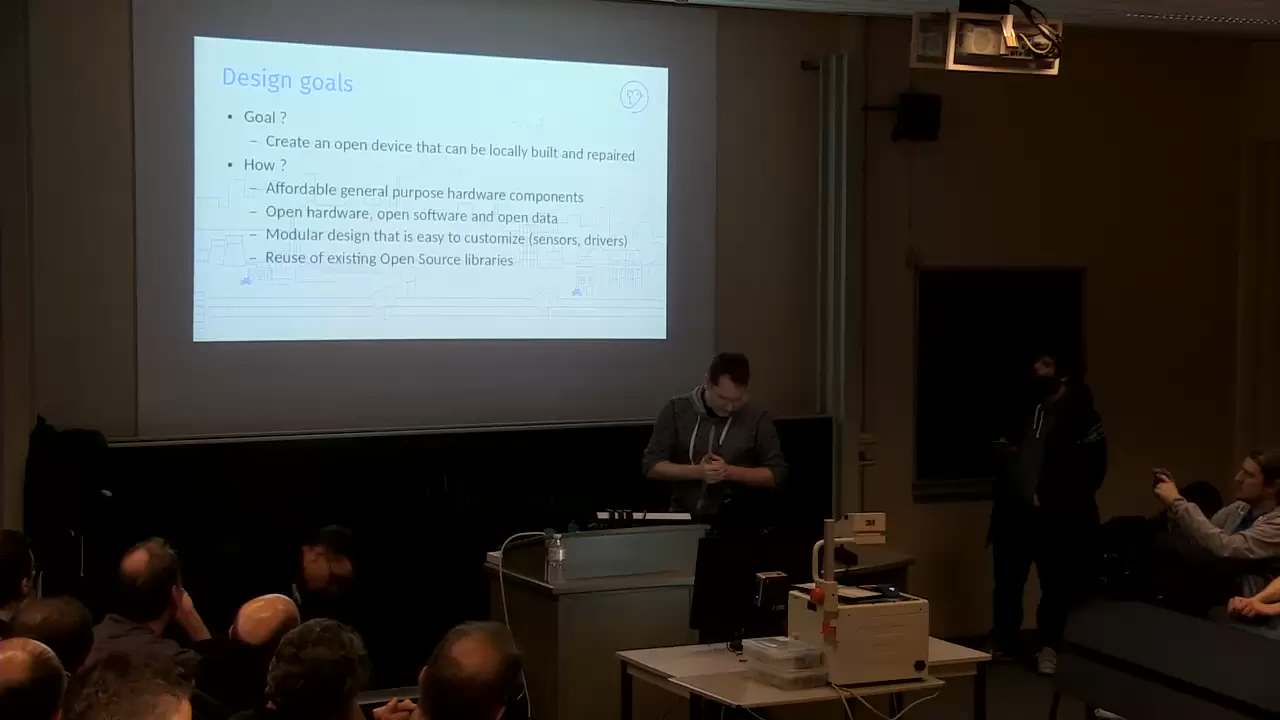 Design goals
• Goal ?
– Create an open device that can be locally built and repaired
• How ?
– Affordable general purpose hardware components
– Open hardware, open software and open data
– Modular design that is easy to customize (sensors, drivers)
– Reuse of existing Open Source libraries
3M